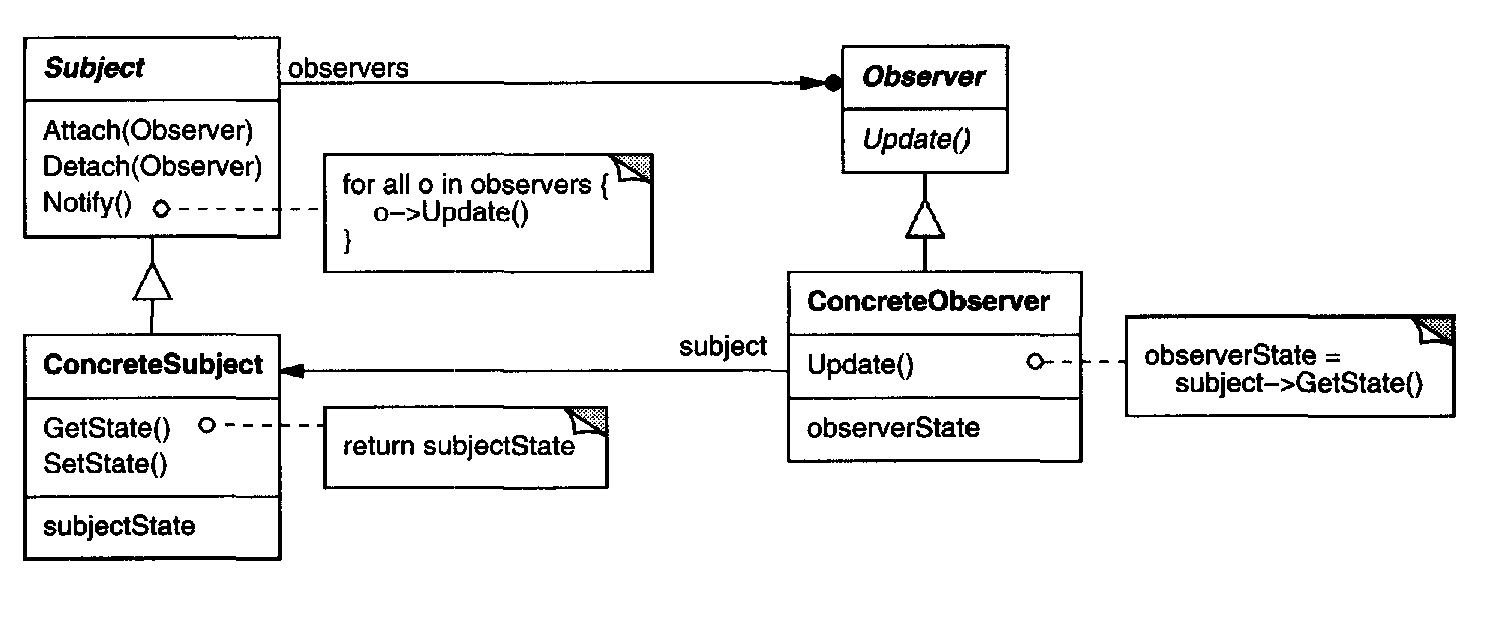 Subject
Attach(Observer)
Detach(Observer)
Notify()
observers
for all o in observers {
o–>Update()
}
Observer
Update()
ConcreteSubject
GetState()
SetState()
subjectState
return subjectState
subject
ConcreteObserver
Update()
observerState
observerState =
subject–>GetState()